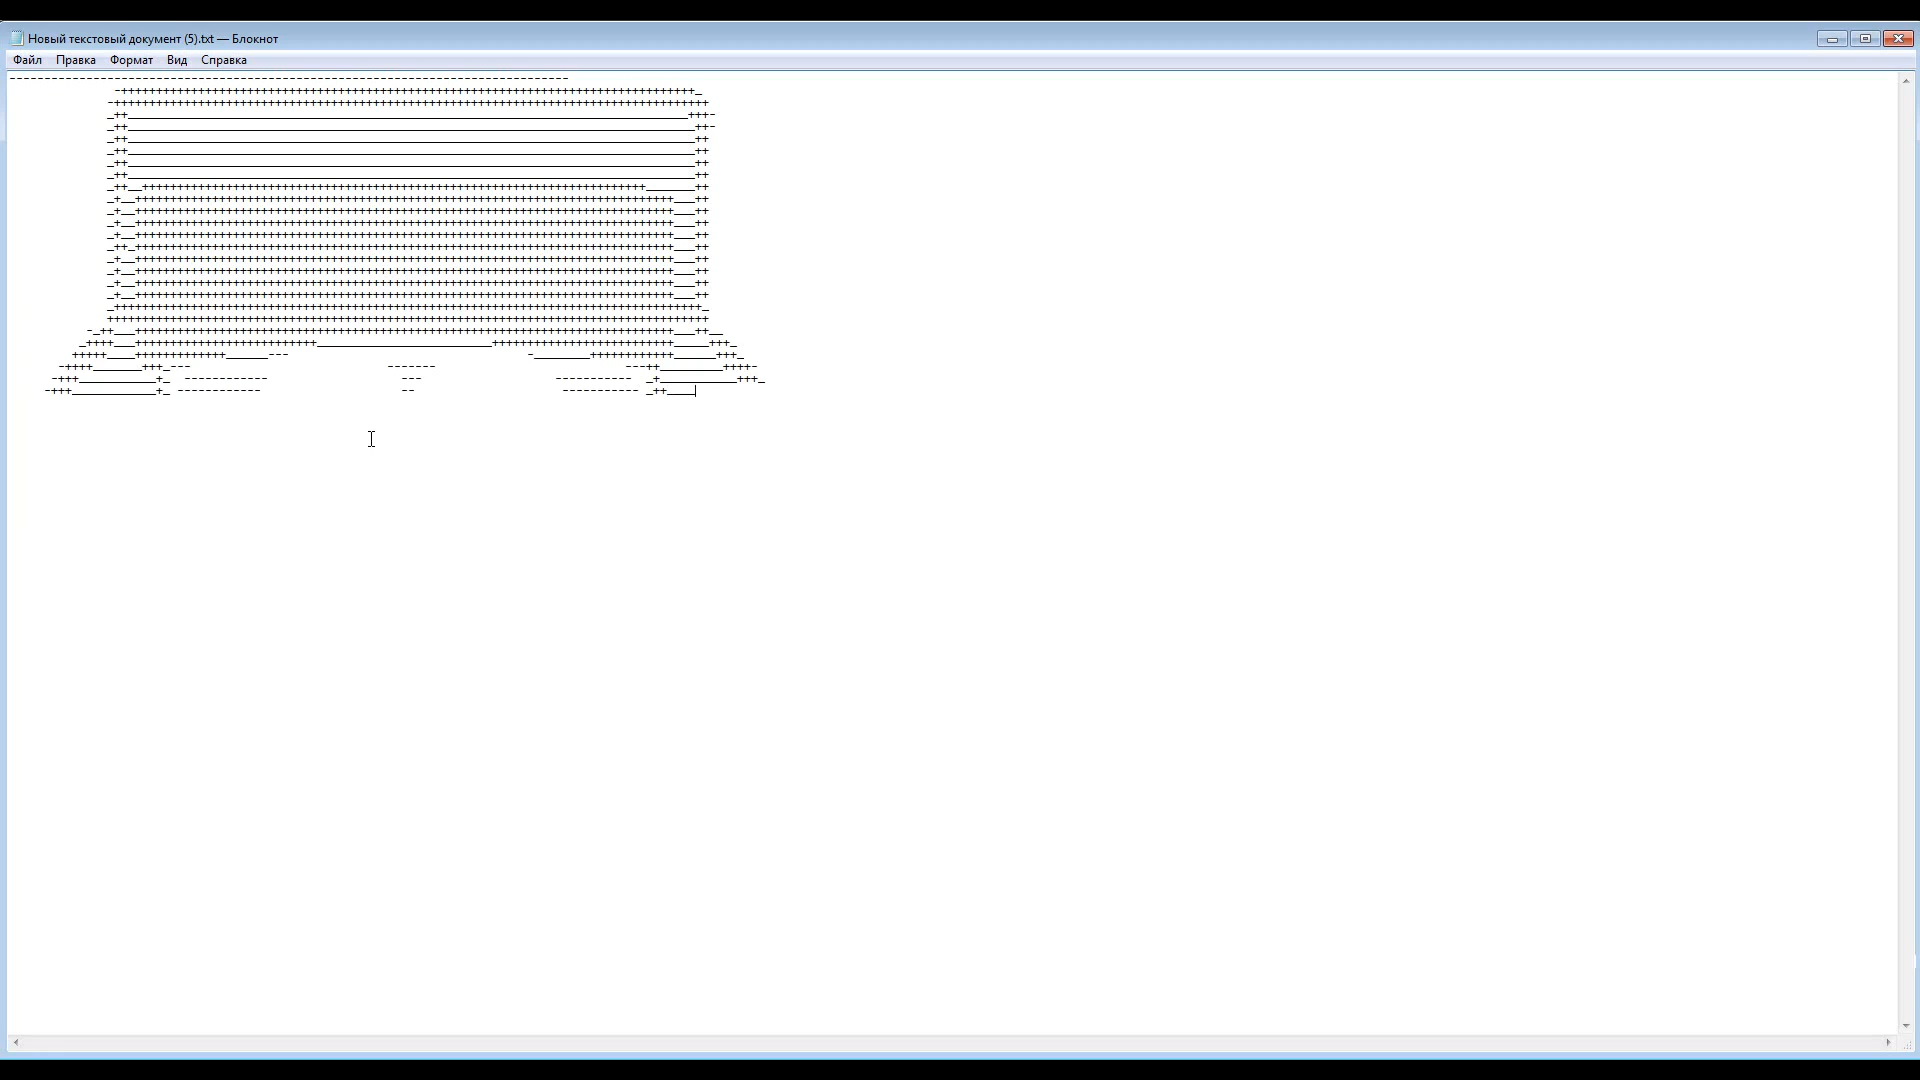 Новый текстовый документ (5).txt — Блокнот
Файл Правка Формат Вид Справка